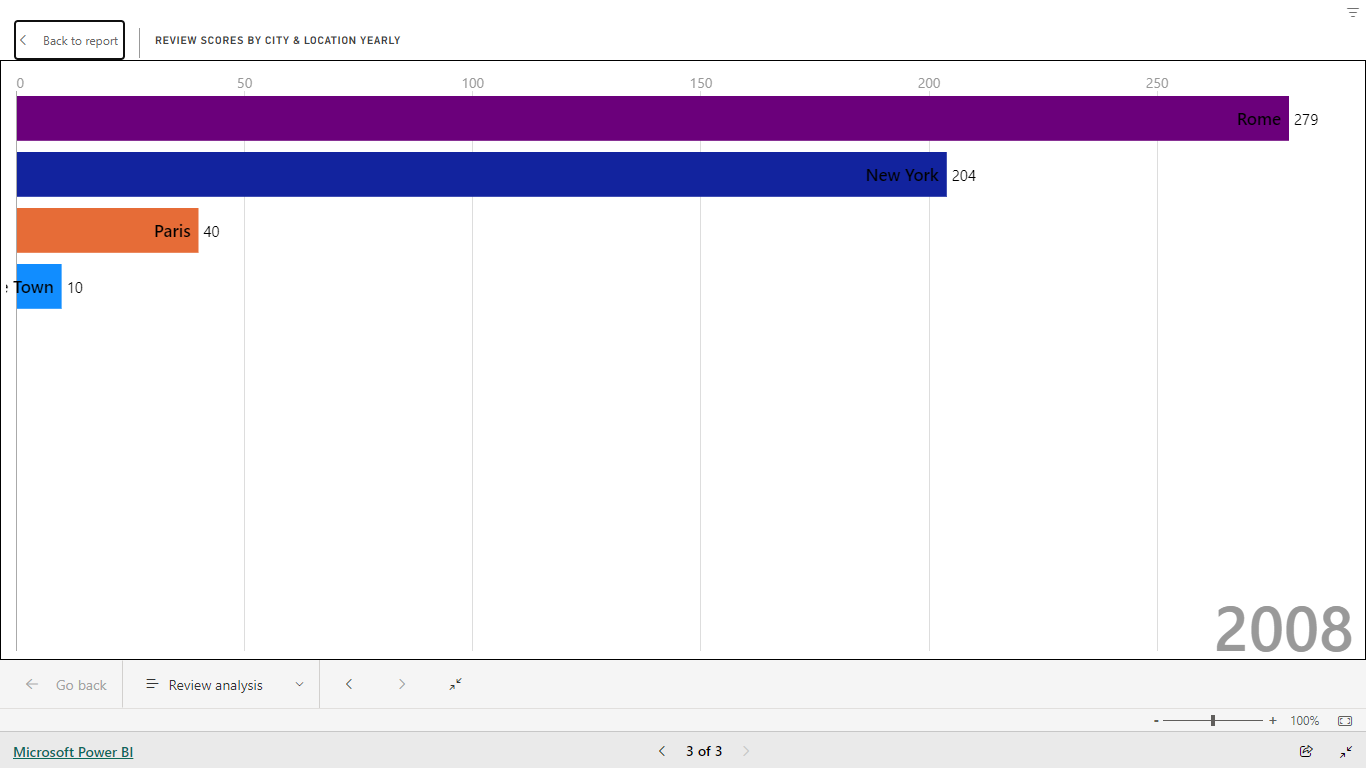 Back to report
REVIEW SCORES BY CITY & LOCATION YEARLY
0 50 100 150 200 250
Rome 279
New York 204
Paris 40
Town 10
2008
Go back
Review analysis
- + 100%
Microsoft Power BI
3 of 3